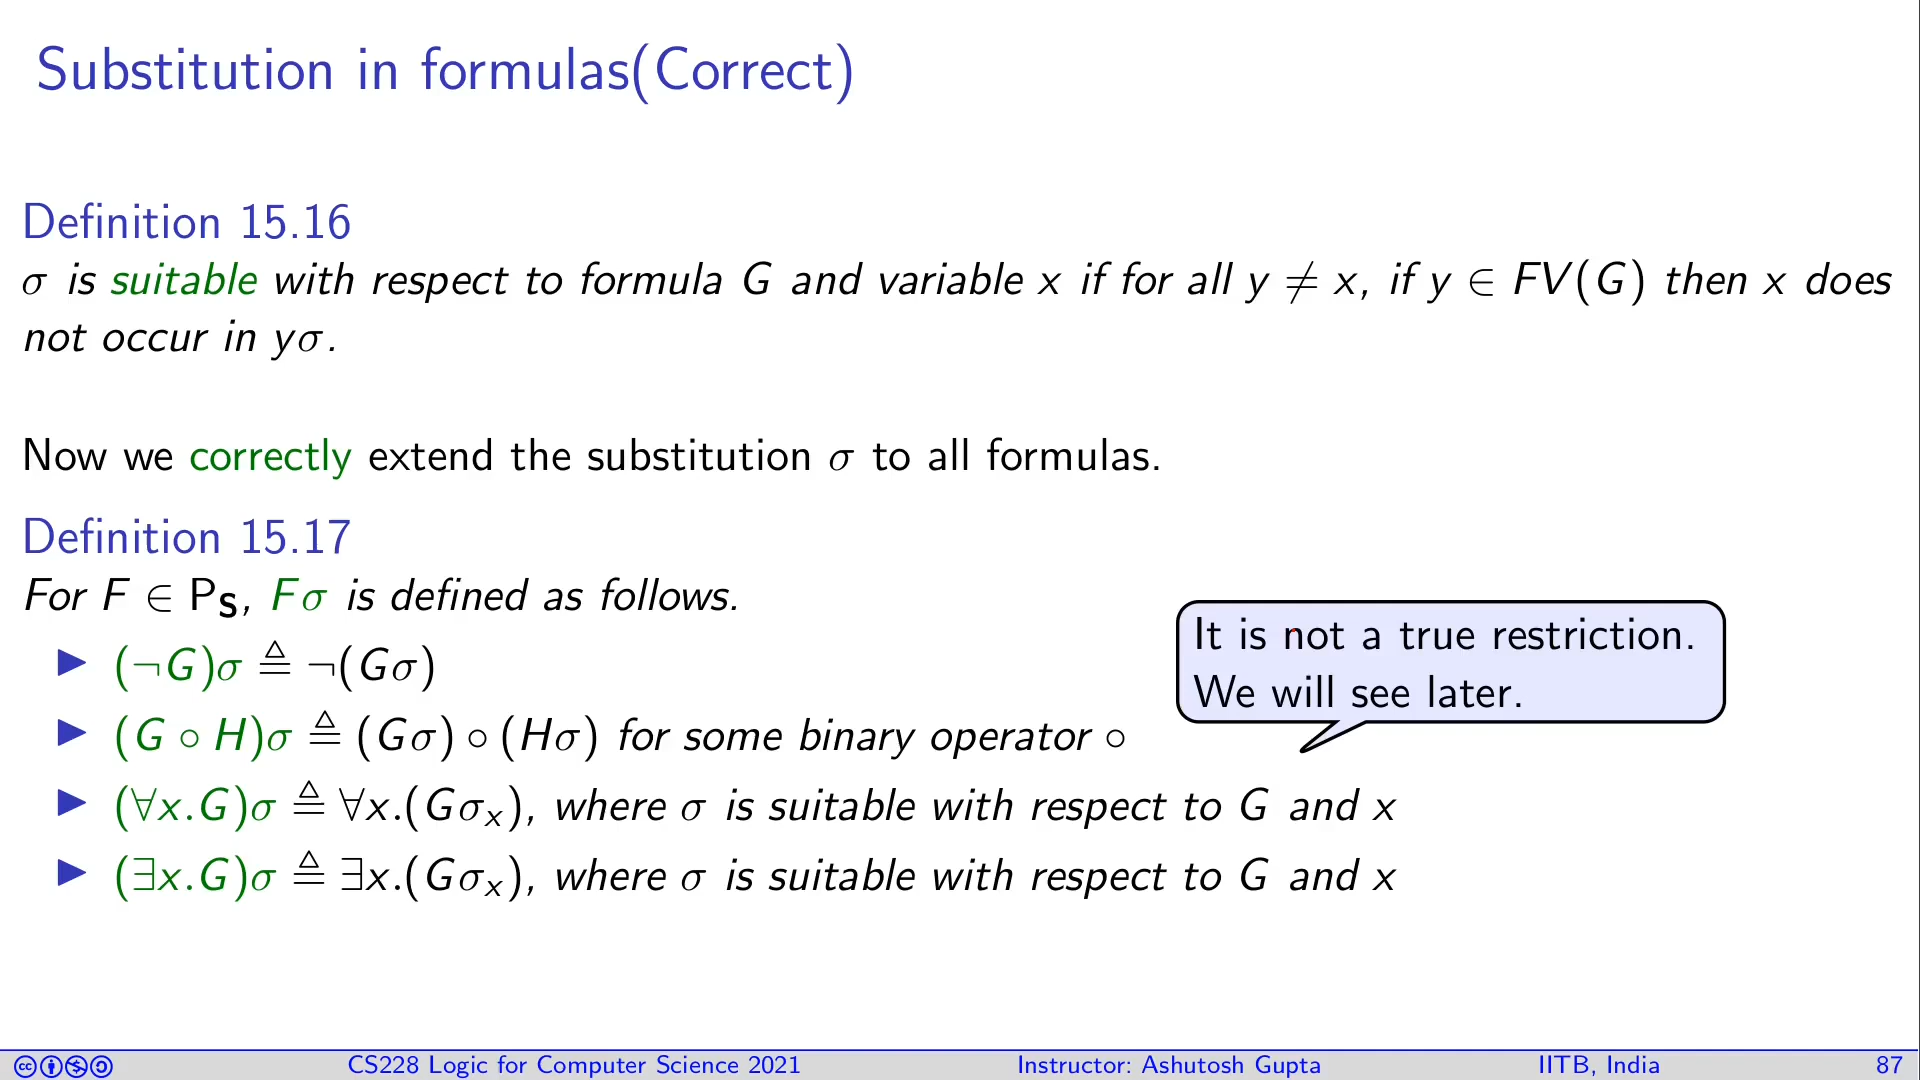 Substitution in formulas(Correct)
Definition 15.16
σ is suitable with respect to formula G and variable x if for all y ≠ x, if y ∈ FV(G) then x does
not occur in yσ.
Now we correctly extend the substitution σ to all formulas.
Definition 15.17
For F ∈ P_S, Fσ is defined as follows.
▶ (¬G)σ ≜ ¬(Gσ)
▶ (G ∘ H)σ ≜ (Gσ) ∘ (Hσ) for some binary operator ∘
It is not a true restriction.
We will see later.
▶ (∀x.G)σ ≜ ∀x.(Gσₓ), where σ is suitable with respect to G and x
▶ (∃x.G)σ ≜ ∃x.(Gσₓ), where σ is suitable with respect to G and x
CS228 Logic for Computer Science 2021 Instructor: Ashutosh Gupta IITB, India 87